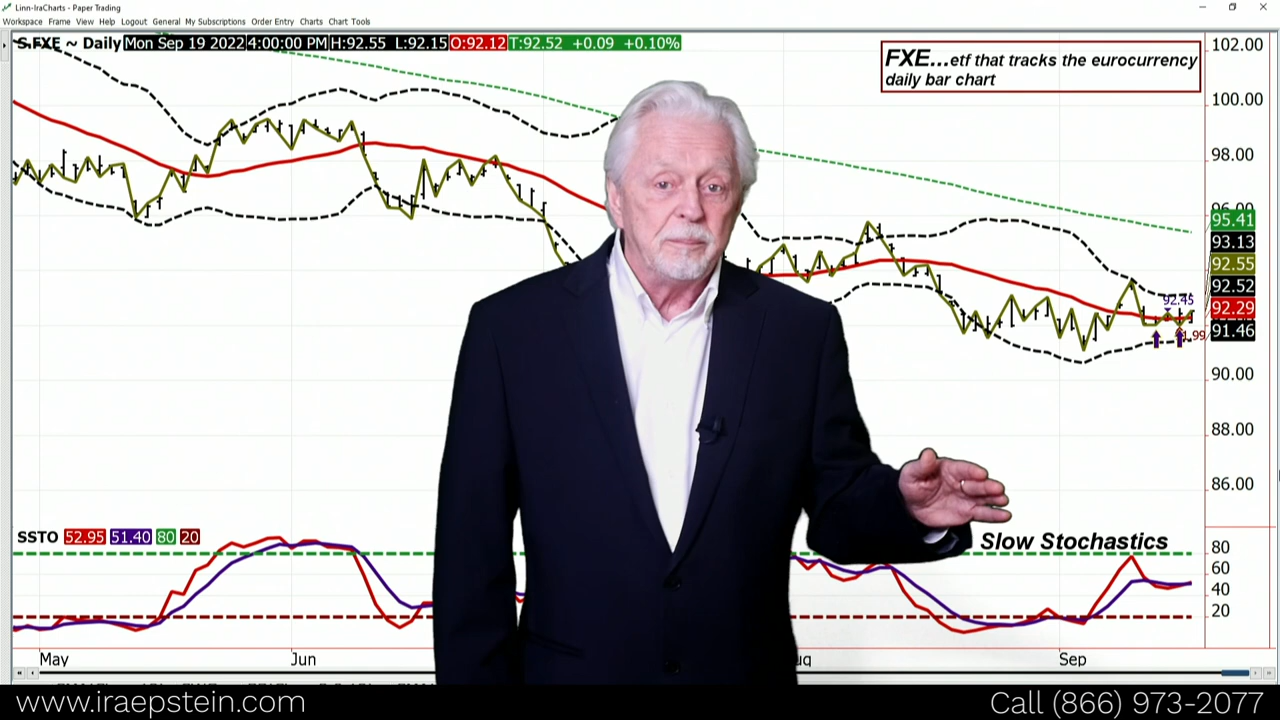 Linn-IraCharts - Paper Trading
Workspace Frame View Help Logout General My Subscriptions Order Entry Charts Chart Tools
S.FXE ~ Daily Mon Sep 19 2022 4:00:00 PM H:92.55 L:92.15 O:92.12 T:92.52 +0.09 +0.10%
FXE...etf that tracks the eurocurrency
daily bar chart
102.00
100.00
98.00
95.41
93.13
92.55
92.52
92.29
91.46
92.45
90.00
88.00
86.00
SSTO 52.95 51.40 80 20
Slow Stochastics
80
60
40
20
May Jun Sep
www.iraepstein.com Call (866) 973-2077